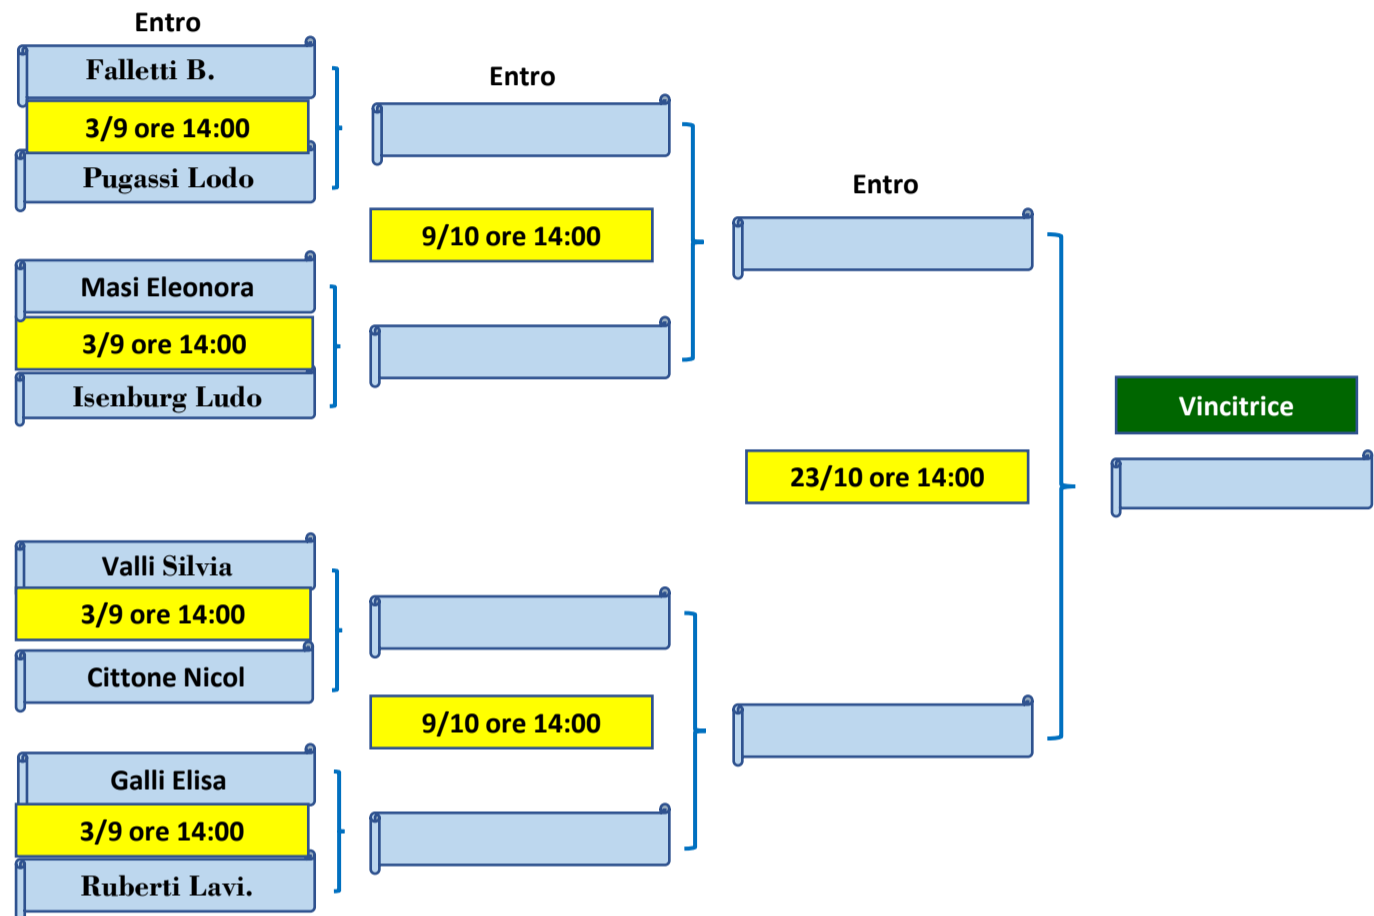 Entro
Falletti B.
3/9 ore 14:00
Pugassi Lodo
Masi Eleonora
3/9 ore 14:00
Isenburg Ludo
Valli Silvia
3/9 ore 14:00
Cittone Nicol
Galli Elisa
3/9 ore 14:00
Ruberti Lavi.
Entro
9/10 ore 14:00
9/10 ore 14:00
Entro
23/10 ore 14:00
Vincitrice